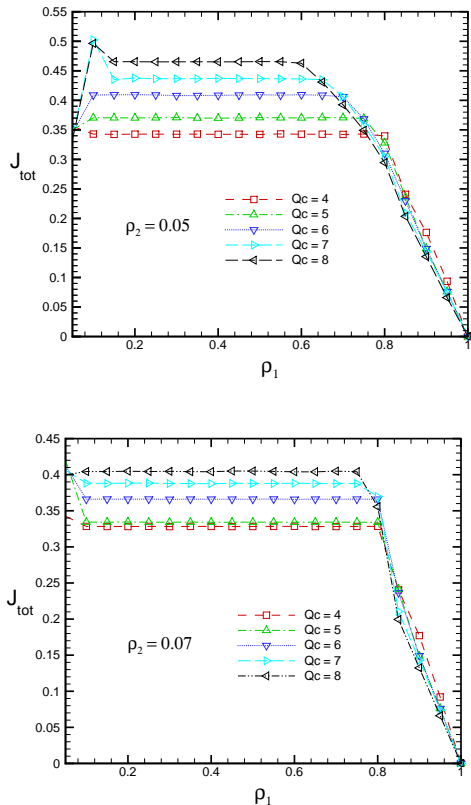 0.55
0.5
0.45
0.4
0.35
J tot
0.3
0.25
0.2
0.15
0.1
0.05
0
ρ2 = 0.05
Qc = 4
Qc = 5
Qc = 6
Qc = 7
Qc = 8
0.2 0.4 0.6 0.8 1
ρ1
0.45
0.4
0.35
0.3
J tot
0.25
0.2
0.15
0.1
0.05
0
ρ2 = 0.07
Qc = 4
Qc = 5
Qc = 6
Qc = 7
Qc = 8
0.2 0.4 0.6 0.8 1
ρ1